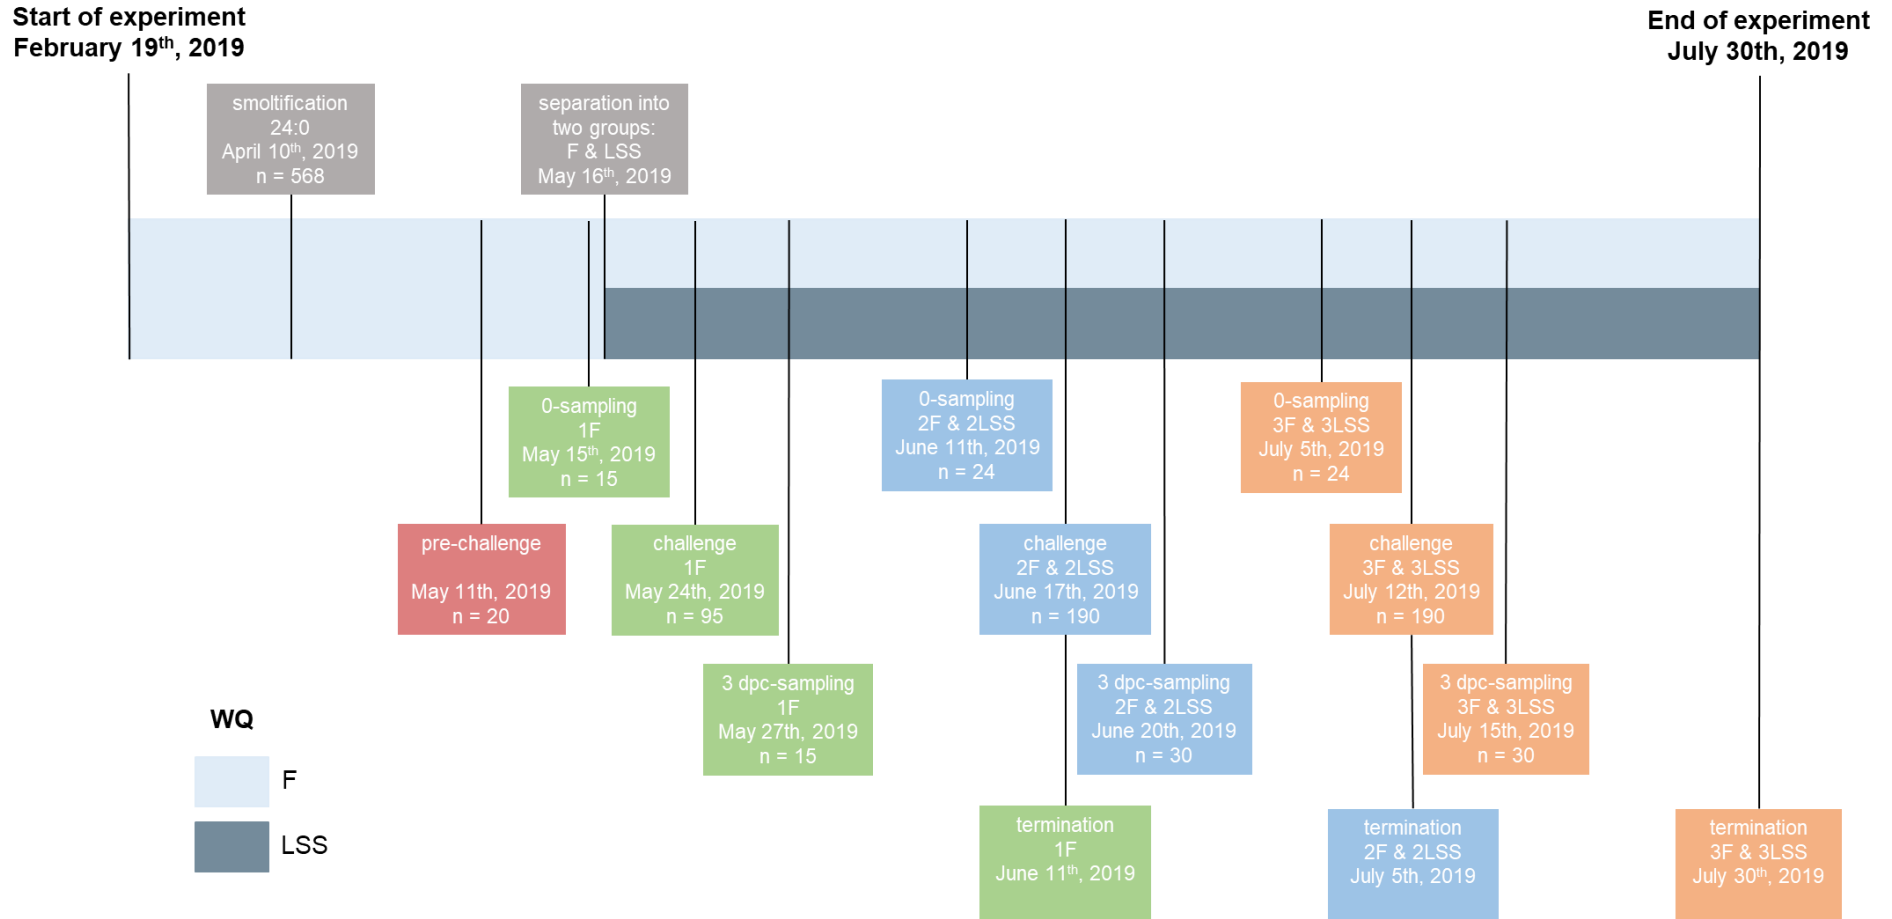 Start of experiment
February 19th, 2019
End of experiment
July 30th, 2019
smoltification
24:0
April 10th, 2019
n = 568
separation into
two groups:
F & LSS
May 16th, 2019
0-sampling
1F
May 15th, 2019
n = 15
0-sampling
2F & 2LSS
June 11th, 2019
n = 24
0-sampling
3F & 3LSS
July 5th, 2019
n = 24
pre-challenge
May 11th, 2019
n = 20
challenge
1F
May 24th, 2019
n = 95
challenge
2F & 2LSS
June 17th, 2019
n = 190
challenge
3F & 3LSS
July 12th, 2019
n = 190
3 dpc-sampling
1F
May 27th, 2019
n = 15
3 dpc-sampling
2F & 2LSS
June 20th, 2019
n = 30
3 dpc-sampling
3F & 3LSS
July 15th, 2019
n = 30
WQ
F
LSS
termination
1F
June 11th, 2019
termination
2F & 2LSS
July 5th, 2019
termination
3F & 3LSS
July 30th, 2019